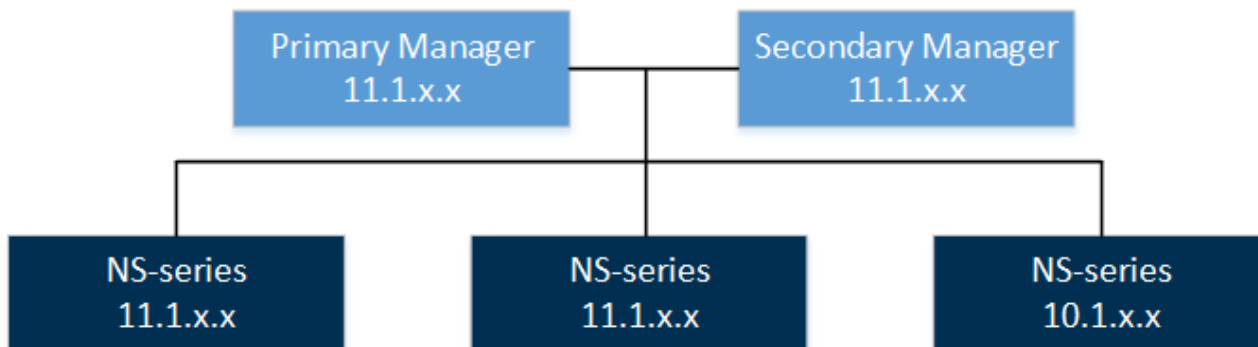 Primary Manager
11.1.x.x
Secondary Manager
11.1.x.x
NS-series
11.1.x.x
NS-series
11.1.x.x
NS-series
10.1.x.x